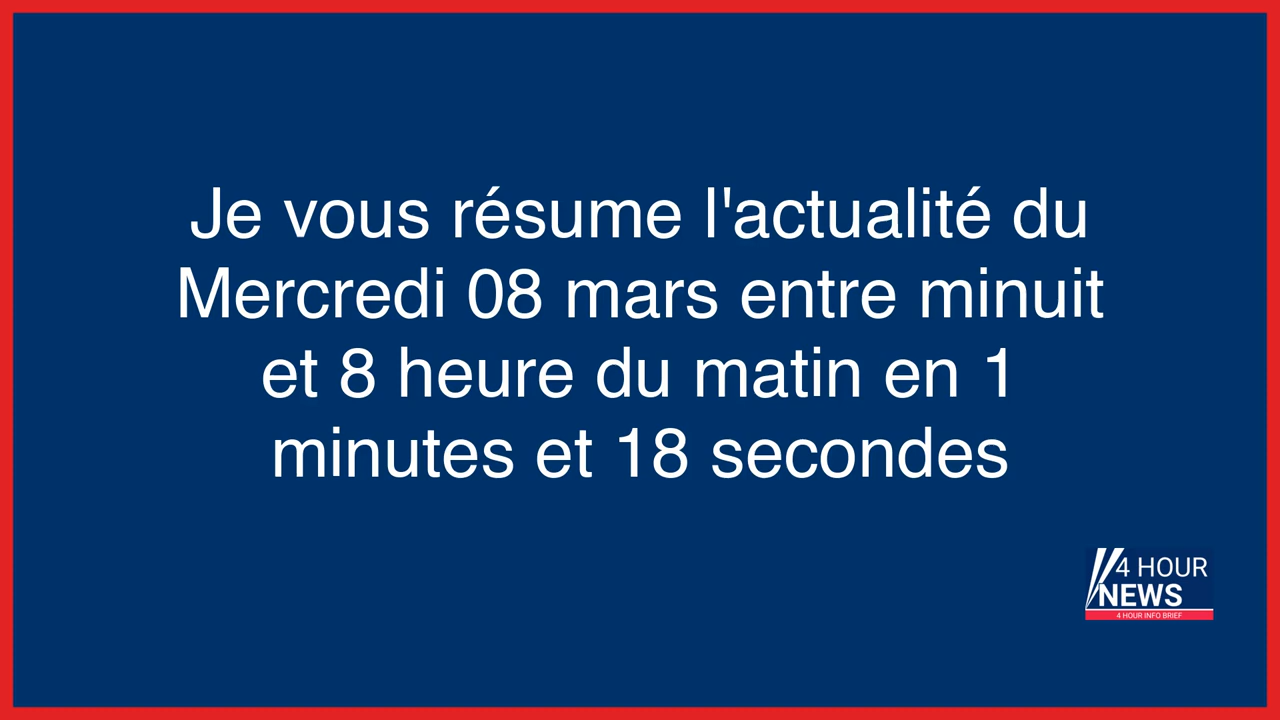 Je vous résume l'actualité du
Mercredi 08 mars entre minuit
et 8 heure du matin en 1
minutes et 18 secondes
4 HOUR
NEWS
4 HOUR INFO BRIEF